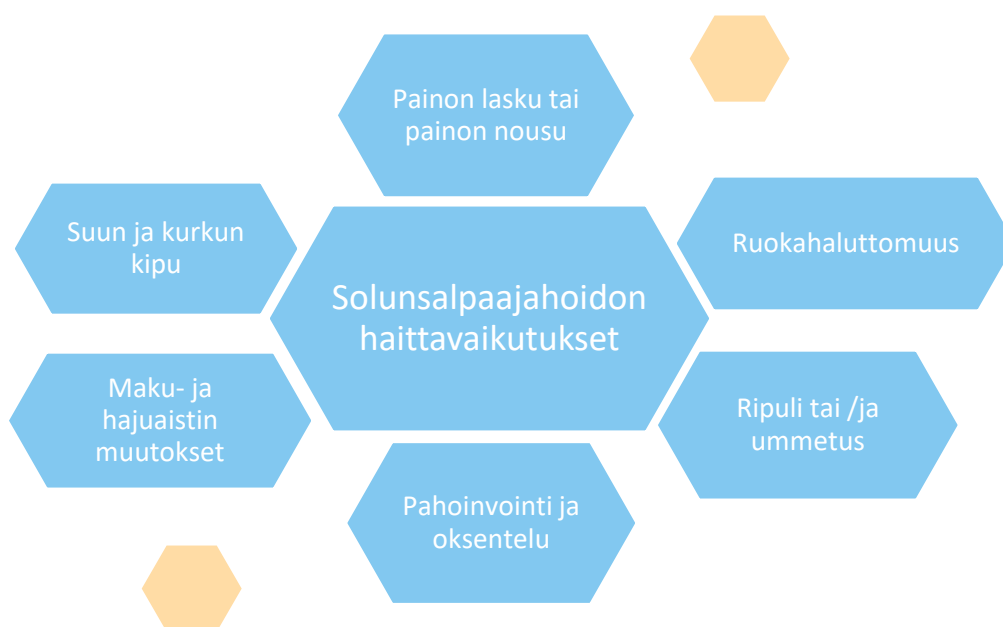 Painon lasku tai
painon nousu
Suun ja kurkun
kipu
Ruokahaluttomuus
Solunsalpaajahoidon
haittavaikutukset
Maku- ja
hajuaistin
muutokset
Ripuli tai /ja
ummetus
Pahoinvointi ja
oksentelu